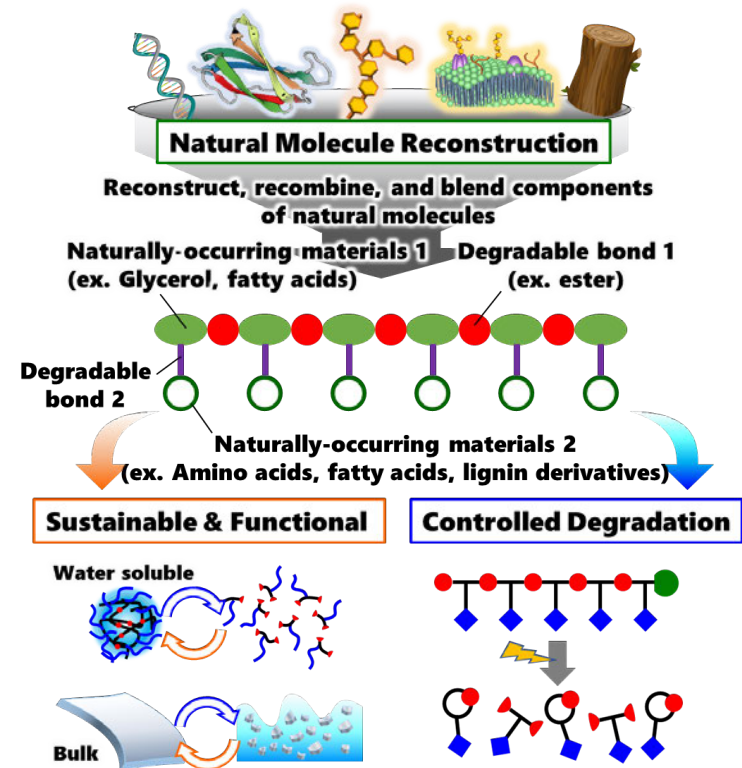 Natural Molecule Reconstruction
Reconstruct, recombine, and blend components
of natural molecules
Naturally-occurring materials 1
(ex. Glycerol, fatty acids)
Degradable bond 1
(ex. ester)
Degradable
bond 2
Naturally-occurring materials 2
(ex. Amino acids, fatty acids, lignin derivatives)
Sustainable & Functional
Controlled Degradation
Water soluble
Bulk